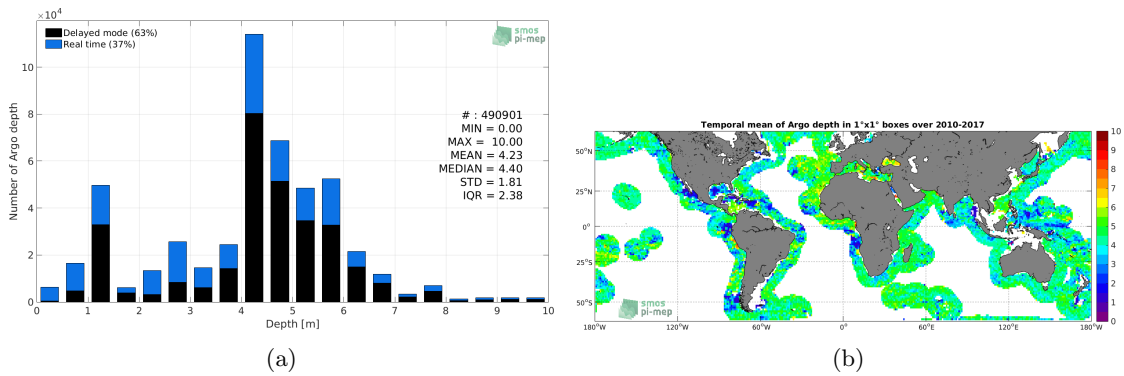 ×10⁴
Delayed mode (63%)
Real time (37%)
smos
pi-mep
# : 490901
MIN = 0.00
MAX = 10.00
MEAN = 4.23
MEDIAN = 4.40
STD = 1.81
IQR = 2.38
Number of Argo depth
10
8
6
4
2
0
0 1 2 3 4 5 6 7 8 9 10
Depth [m]
(a)
Temporal mean of Argo depth in 1°x1° boxes over 2010-2017
50°N
25°N
0°
25°S
50°S
smos
pi-mep
180°W 120°W 60°W 0° 60°E 120°E 180°W
10
9
8
7
6
5
4
3
2
1
0
(b)